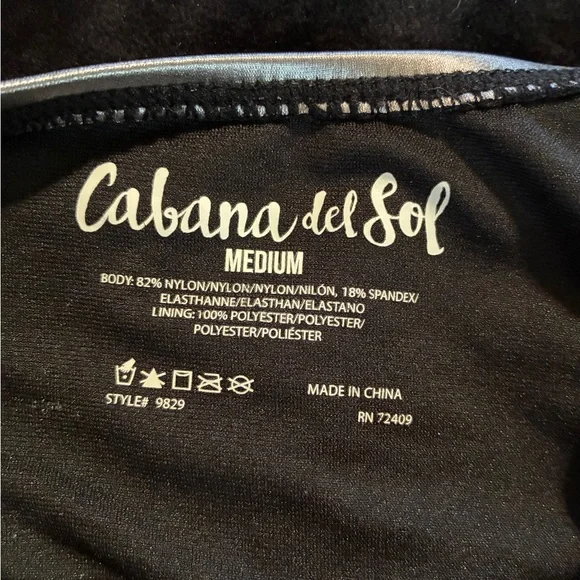 Cabana del Sol
MEDIUM
BODY: 82% NYLON/NYLON/NYLON/NILÓN, 18% SPANDEX/
ELASTHANNE/ELASTHAN/ELASTANO
LINING: 100% POLYESTER/POLYESTER/
POLYESTER/POLIÉSTER
MADE IN CHINA
STYLE# 9829
RN 72409